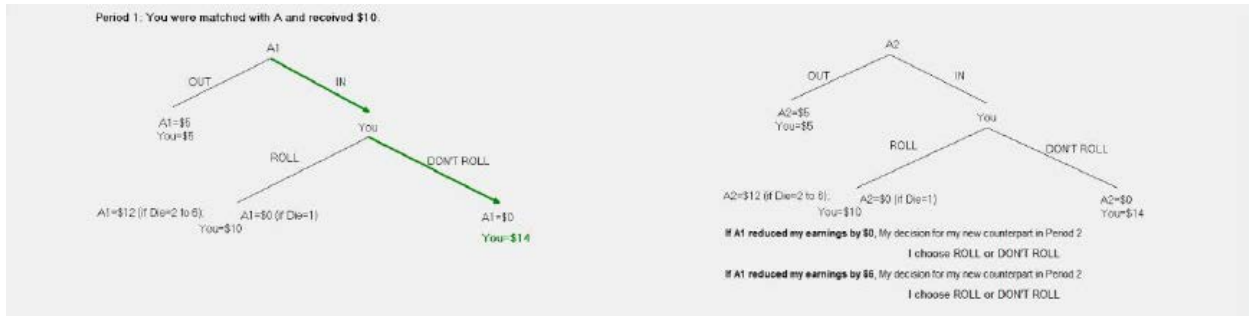 Period 1: You were matched with A and received $10.
A1
OUT
IN
A1=$5
You=$5
You
ROLL
DON'T ROLL
A1=$12 (if Die=2 to 6);
A1=$0 (if Die=1)
You=$10
A1=$0
You=$14
A2
OUT
IN
A2=$5
You=$5
You
ROLL
DON'T ROLL
A2=$12 (if Die=2 to 6);
A2=$0 (if Die=1)
You=$10
A2=$0
You=$14
If A1 reduced my earnings by $0, My decision for my new counterpart in Period 2
I choose ROLL or DON'T ROLL
If A1 reduced my earnings by $6, My decision for my new counterpart in Period 2
I choose ROLL or DON'T ROLL